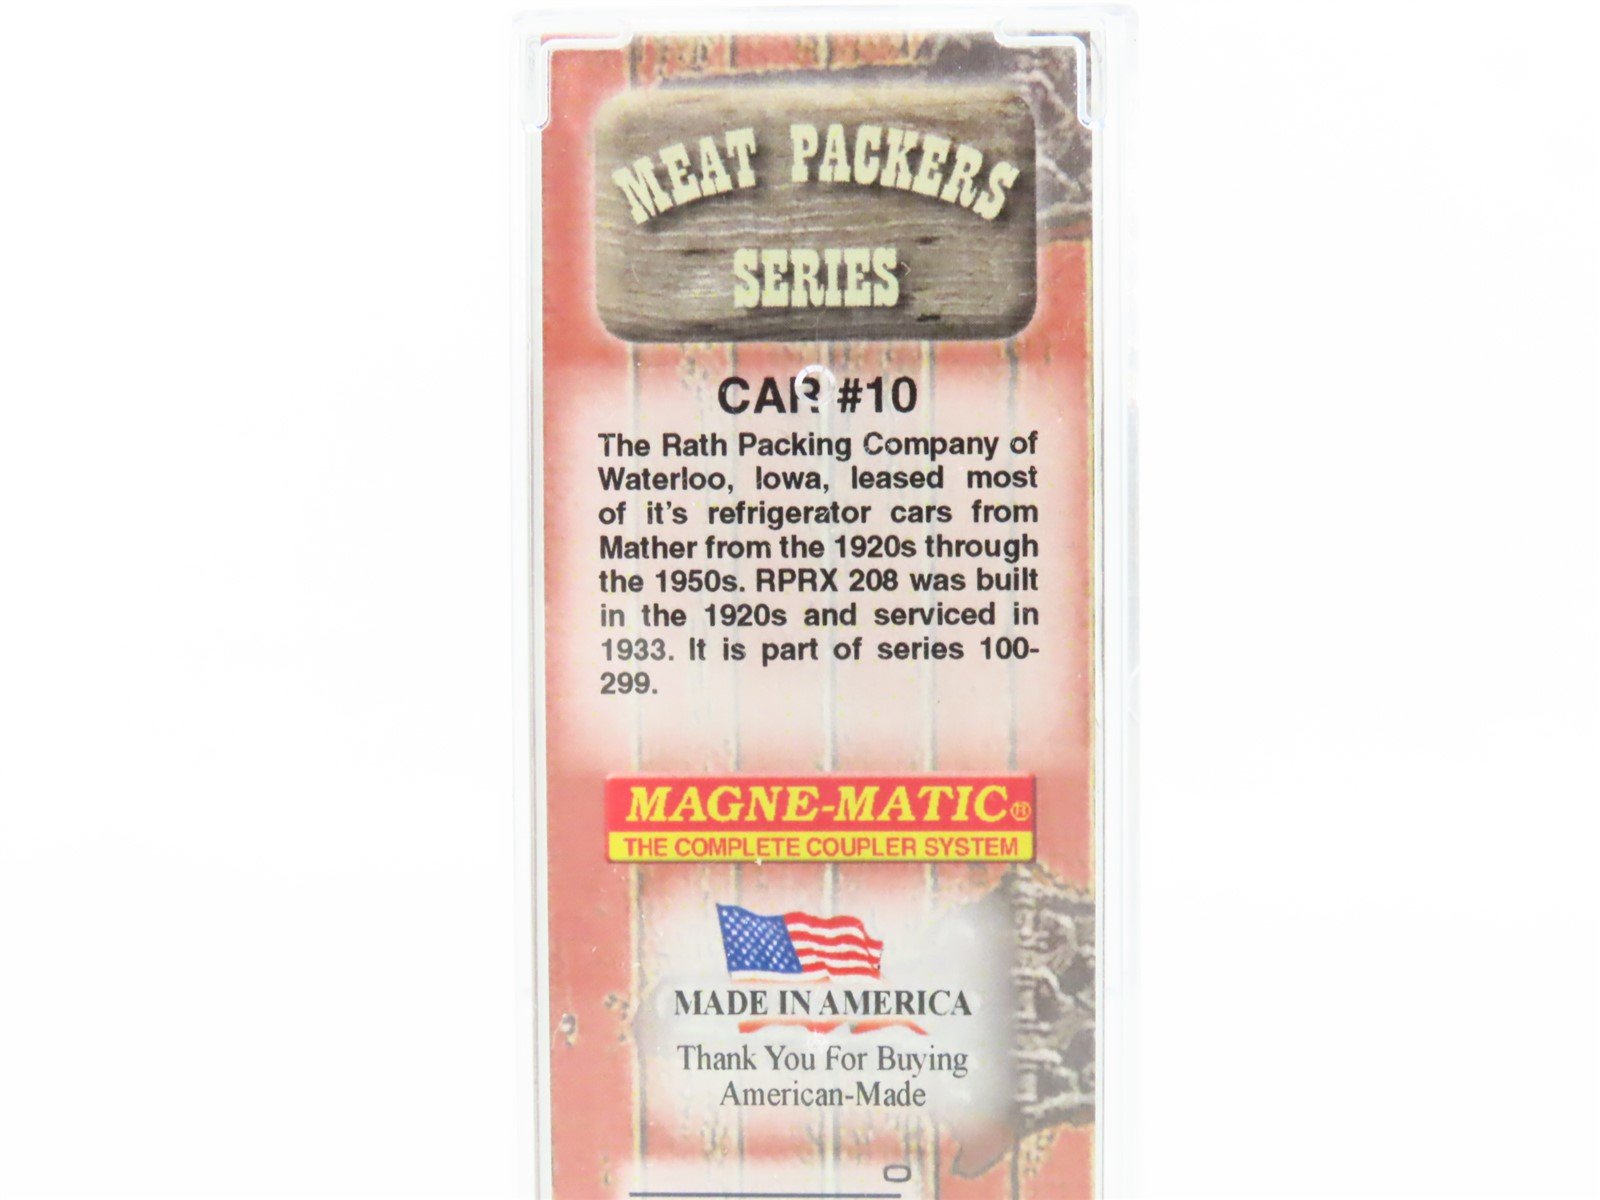 MEAT PACKERS
SERIES
CAR #10
The Rath Packing Company of
Waterloo, Iowa, leased most
of it's refrigerator cars from
Mather from the 1920s through
the 1950s. RPRX 208 was built
in the 1920s and serviced in
1933. It is part of series 100-
299.
MAGNE-MATIC®
THE COMPLETE COUPLER SYSTEM
MADE IN AMERICA
Thank You For Buying
American-Made